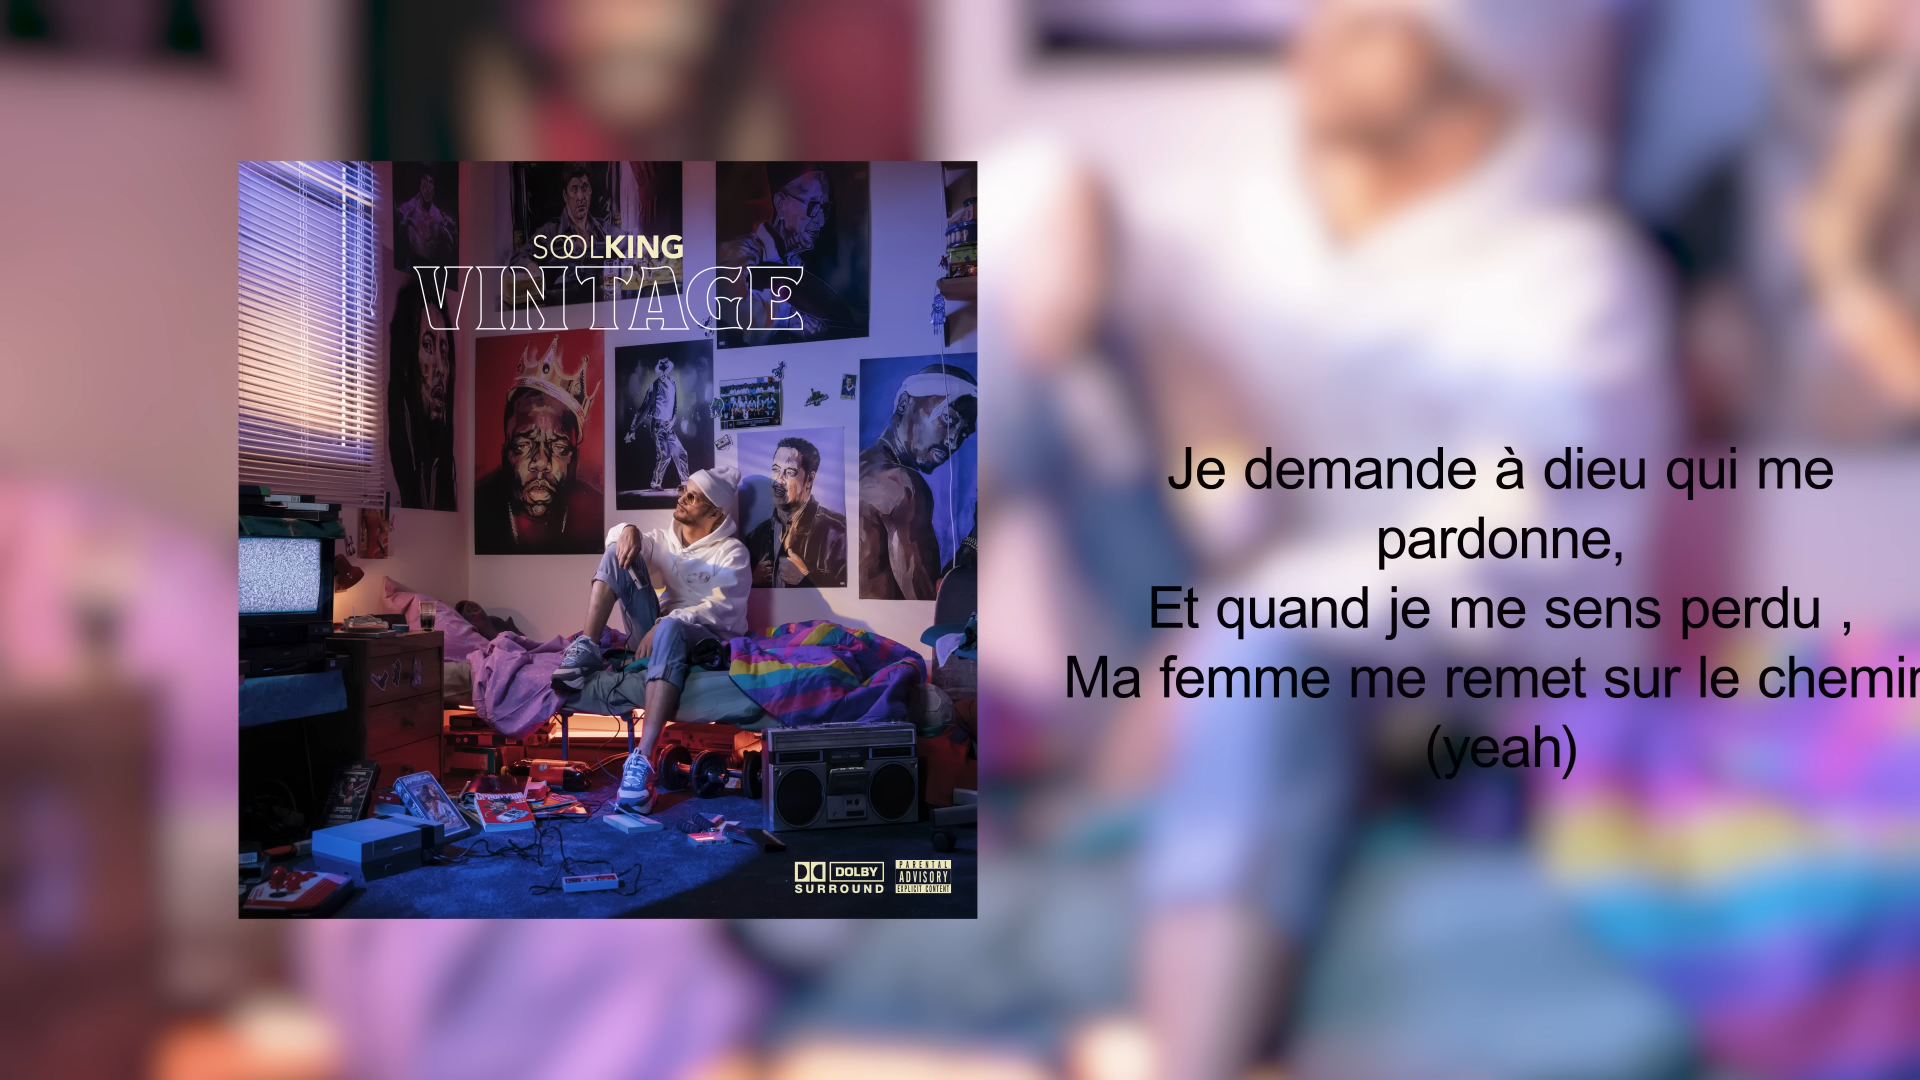 SOOLKING
VINTAGE
DOLBY
SURROUND
PARENTAL
ADVISORY
EXPLICIT CONTENT
Je demande à dieu qui me
pardonne,
Et quand je me sens perdu ,
Ma femme me remet sur le chemin
(yeah)